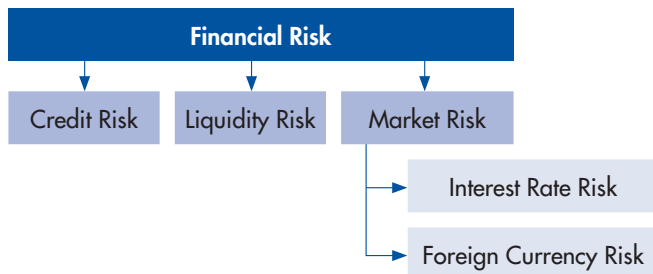 Financial Risk
Credit Risk
Liquidity Risk
Market Risk
Interest Rate Risk
Foreign Currency Risk